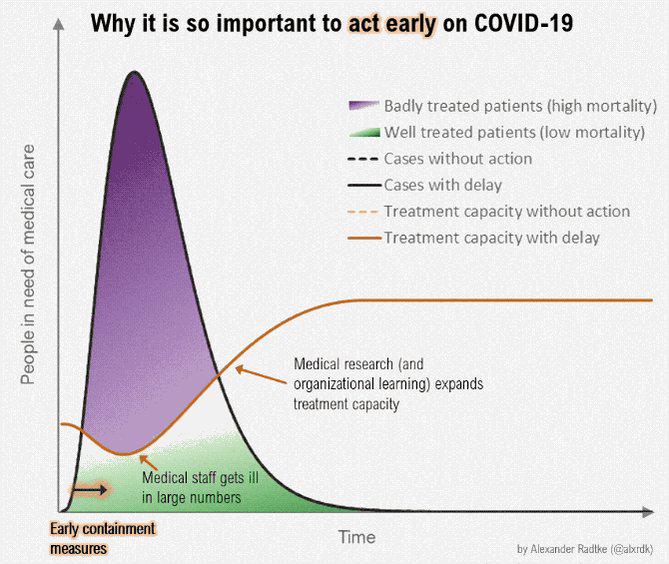 Why it is so important to act early on COVID-19
People in need of medical care
Badly treated patients (high mortality)
Well treated patients (low mortality)
Cases without action
Cases with delay
Treatment capacity without action
Treatment capacity with delay
Medical research (and
organizational learning) expands
treatment capacity
Medical staff gets ill
in large numbers
Early containment
measures
Time
by Alexander Radtke (@alxrdk)